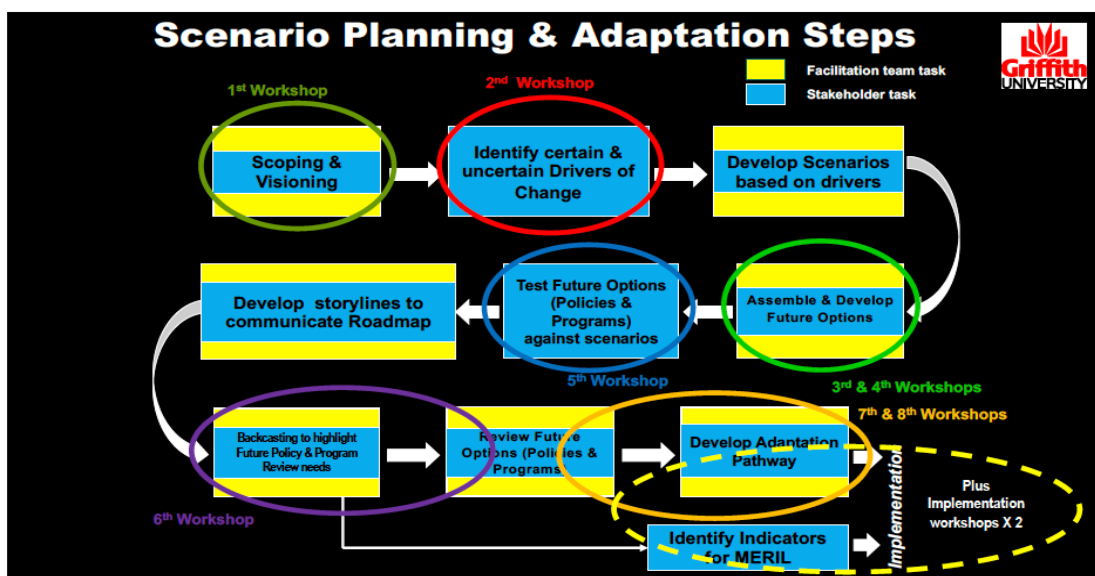 Scenario Planning & Adaptation Steps
Griffith
UNIVERSITY
Facilitation team task
Stakeholder task
1st Workshop
2nd Workshop
Scoping &
Visioning
Identify certain &
uncertain Drivers of
Change
Develop Scenarios
based on drivers
Develop storylines to
communicate Roadmap
Test Future Options
(Policies &
Programs)
against scenarios
Assemble & Develop
Future Options
5th Workshop
3rd & 4th Workshops
7th & 8th Workshops
Backcasting to highlight
Future Policy & Program
Review needs
Review Future
Options (Policies &
Programs)
Develop Adaptation
Pathway
Implementation
Plus
Implementation
workshops X 2
6th Workshop
Identify Indicators
for MERIL